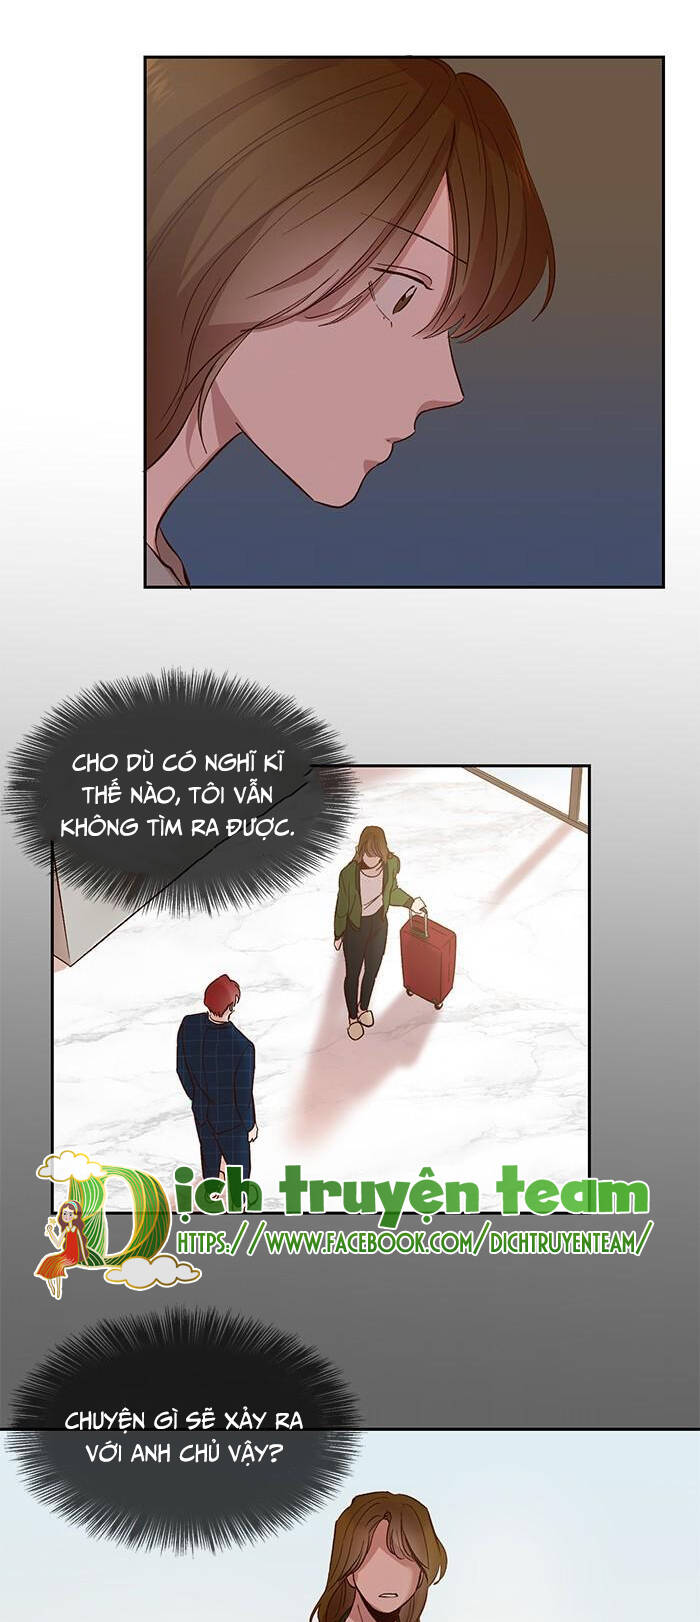 CHO DÙ CÓ NGHĨ KĨ
THẾ NÀO, TÔI VẪN
KHÔNG TÌM RA ĐƯỢC.
Dịch truyện team
HTTPS://WWW.FACEBOOK.COM/DICHTRUYENTEAM/
CHUYỆN GÌ SẼ XẢY RA
VỚI ANH CHỦ VẬY?